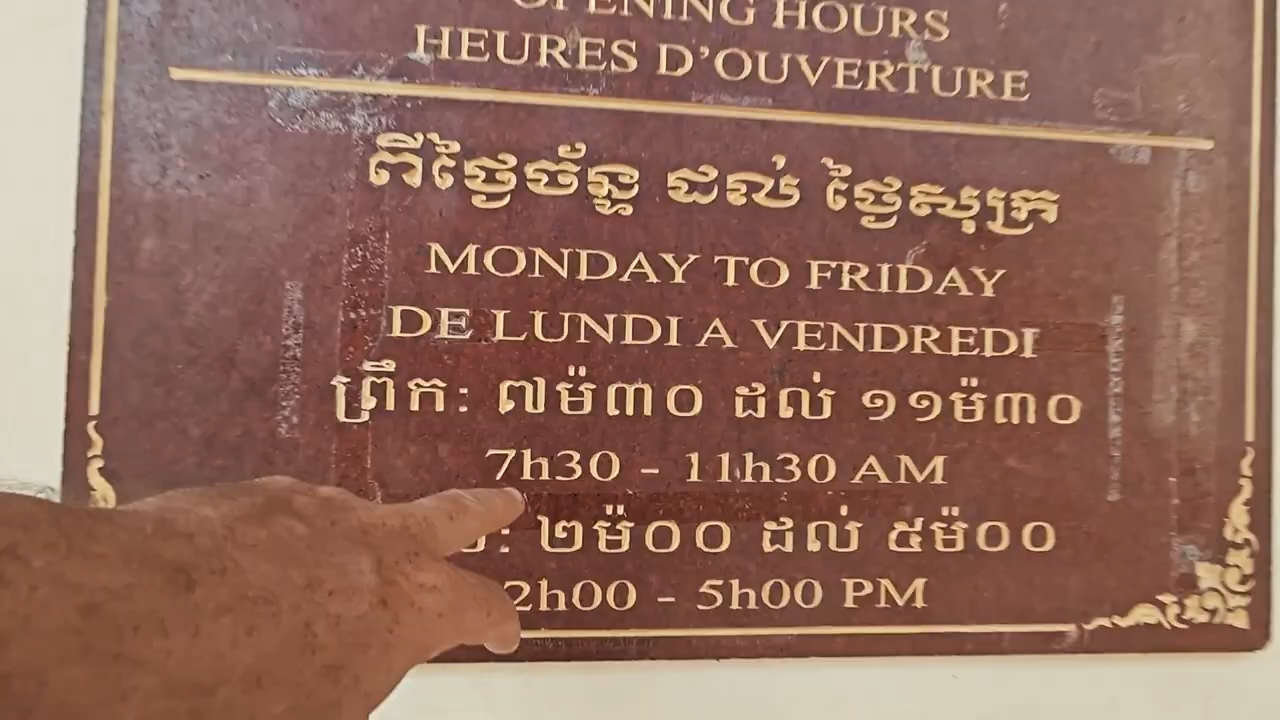 OPENING HOURS
HEURES D'OUVERTURE
ពីថ្ងៃច័ន្ទ ដល់ ថ្ងៃសុក្រ
MONDAY TO FRIDAY
DE LUNDI A VENDREDI
ព្រឹក: ៧ម៉៣០ ដល់ ១១ម៉៣០
7h30 - 11h30 AM
២ម៉០០ ដល់ ៥ម៉០០
2h00 - 5h00 PM